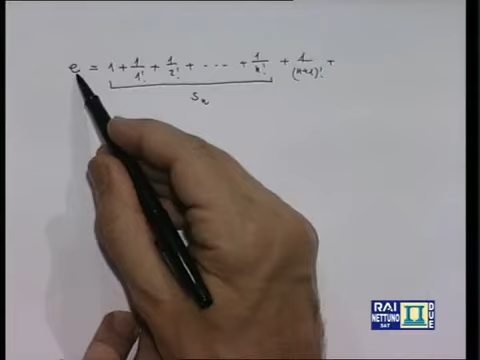 e = 1 + 1/1! + 1/2! + ... + 1/n! + 1/(n+1)! +
Sn
RAI
NETTUNO
SAT
DUE